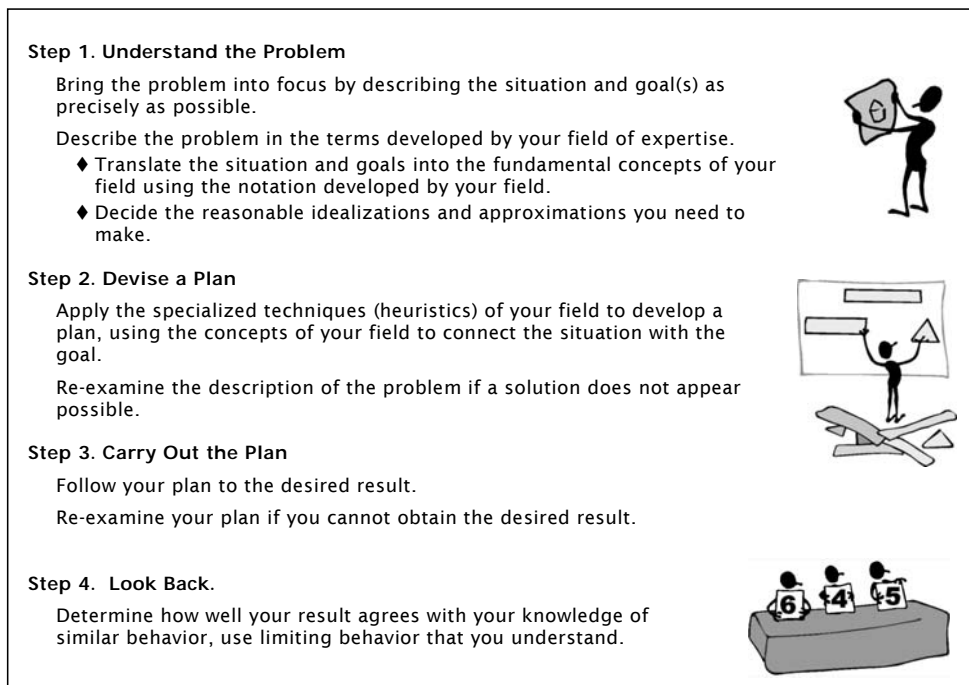 Step 1. Understand the Problem
Bring the problem into focus by describing the situation and goal(s) as
precisely as possible.
Describe the problem in the terms developed by your field of expertise.
♦ Translate the situation and goals into the fundamental concepts of your
field using the notation developed by your field.
♦ Decide the reasonable idealizations and approximations you need to
make.
Step 2. Devise a Plan
Apply the specialized techniques (heuristics) of your field to develop a
plan, using the concepts of your field to connect the situation with the
goal.
Re-examine the description of the problem if a solution does not appear
possible.
Step 3. Carry Out the Plan
Follow your plan to the desired result.
Re-examine your plan if you cannot obtain the desired result.
Step 4. Look Back.
Determine how well your result agrees with your knowledge of
similar behavior, use limiting behavior that you understand.
6 4 5